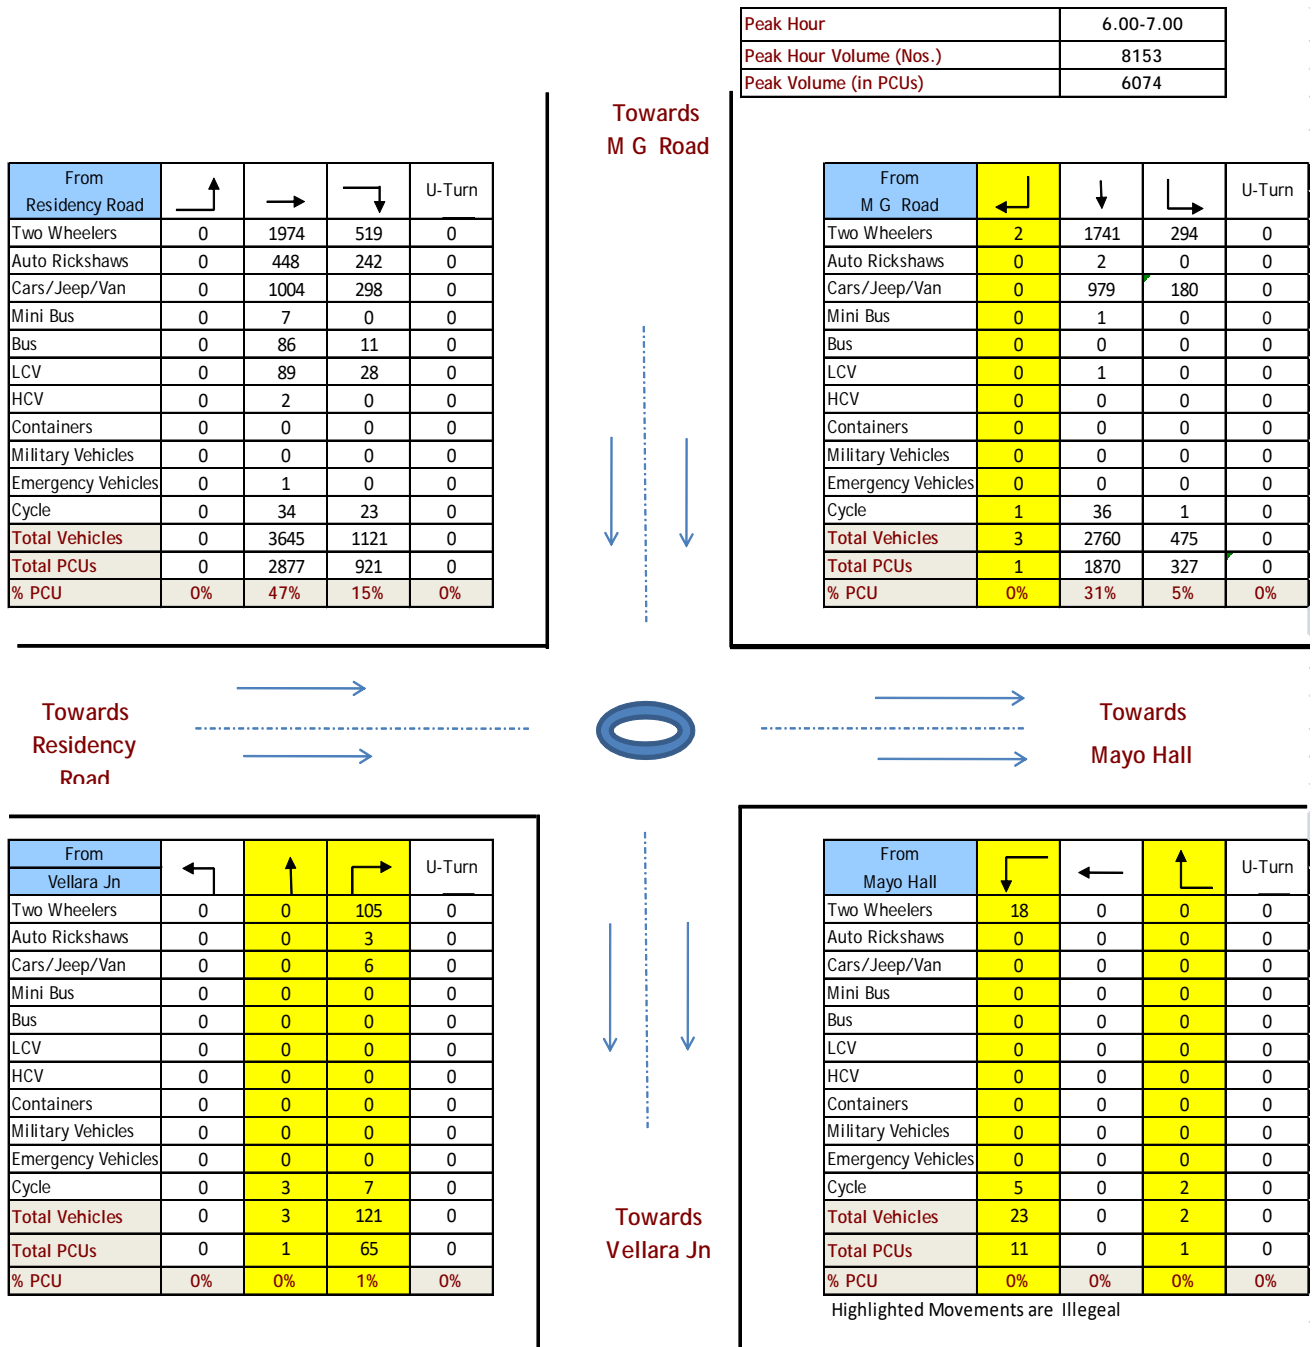 Peak Hour 6.00-7.00
Peak Hour Volume (Nos.) 8153
Peak Volume (in PCUs) 6074
Towards
M G Road
From
Residency Road U-Turn
Two Wheelers 0 1974 519 0
Auto Rickshaws 0 448 242 0
Cars/Jeep/Van 0 1004 298 0
Mini Bus 0 7 0 0
Bus 0 86 11 0
LCV 0 89 28 0
HCV 0 2 0 0
Containers 0 0 0 0
Military Vehicles 0 0 0 0
Emergency Vehicles 0 1 0 0
Cycle 0 34 23 0
Total Vehicles 0 3645 1121 0
Total PCUs 0 2877 921 0
% PCU 0% 47% 15% 0%
From
M G Road U-Turn
Two Wheelers 2 1741 294 0
Auto Rickshaws 0 2 0 0
Cars/Jeep/Van 0 979 180 0
Mini Bus 0 1 0 0
Bus 0 0 0 0
LCV 0 1 0 0
HCV 0 0 0 0
Containers 0 0 0 0
Military Vehicles 0 0 0 0
Emergency Vehicles 0 0 0 0
Cycle 1 36 1 0
Total Vehicles 3 2760 475 0
Total PCUs 1 1870 327 0
% PCU 0% 31% 5% 0%
Towards
Residency
Road
Towards
Mayo Hall
From
Vellara Jn U-Turn
Two Wheelers 0 0 105 0
Auto Rickshaws 0 0 3 0
Cars/Jeep/Van 0 0 6 0
Mini Bus 0 0 0 0
Bus 0 0 0 0
LCV 0 0 0 0
HCV 0 0 0 0
Containers 0 0 0 0
Military Vehicles 0 0 0 0
Emergency Vehicles 0 0 0 0
Cycle 0 3 7 0
Total Vehicles 0 3 121 0
Total PCUs 0 1 65 0
% PCU 0% 0% 1% 0%
Towards
Vellara Jn
From
Mayo Hall U-Turn
Two Wheelers 18 0 0 0
Auto Rickshaws 0 0 0 0
Cars/Jeep/Van 0 0 0 0
Mini Bus 0 0 0 0
Bus 0 0 0 0
LCV 0 0 0 0
HCV 0 0 0 0
Containers 0 0 0 0
Military Vehicles 0 0 0 0
Emergency Vehicles 0 0 0 0
Cycle 5 0 2 0
Total Vehicles 23 0 2 0
Total PCUs 11 0 1 0
% PCU 0% 0% 0% 0%
Highlighted Movements are Illegeal